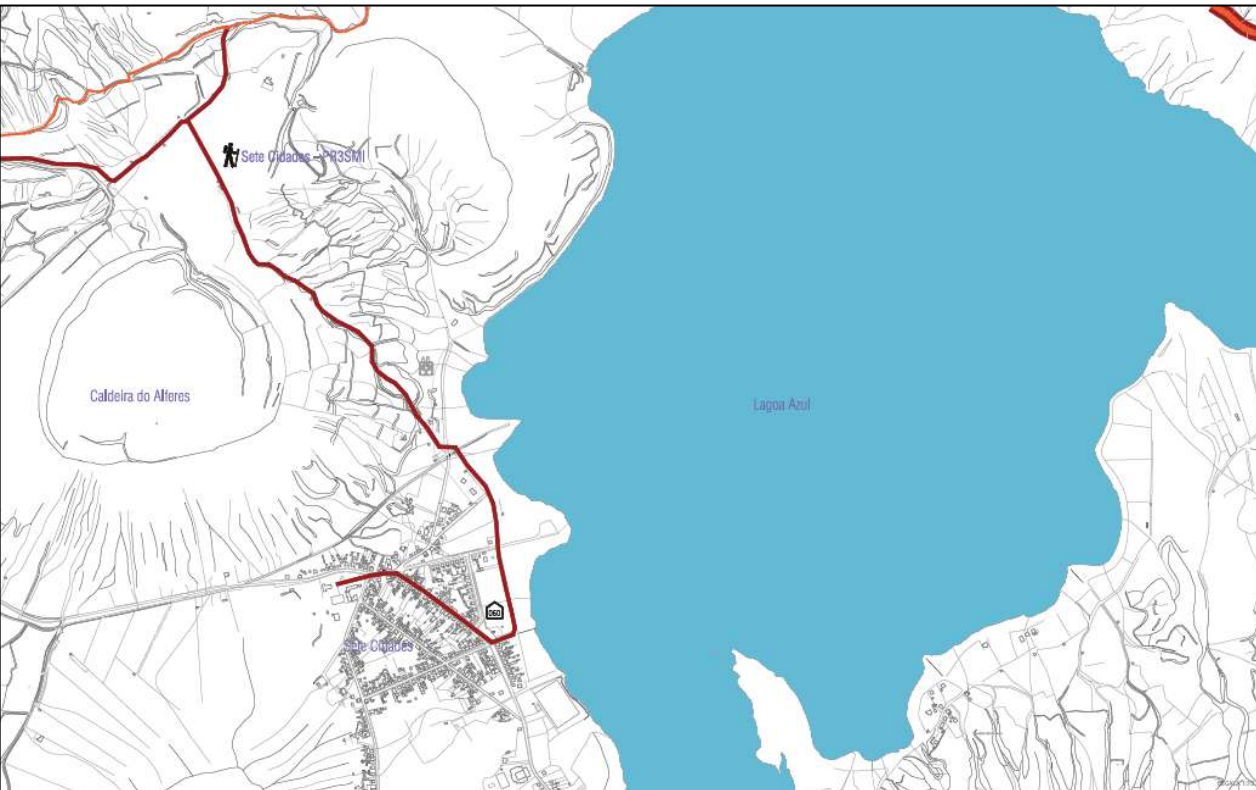 Sete Cidades - PR3SMI
Caldeira do Alferes
Lagoa Azul
060
Sete Cidades